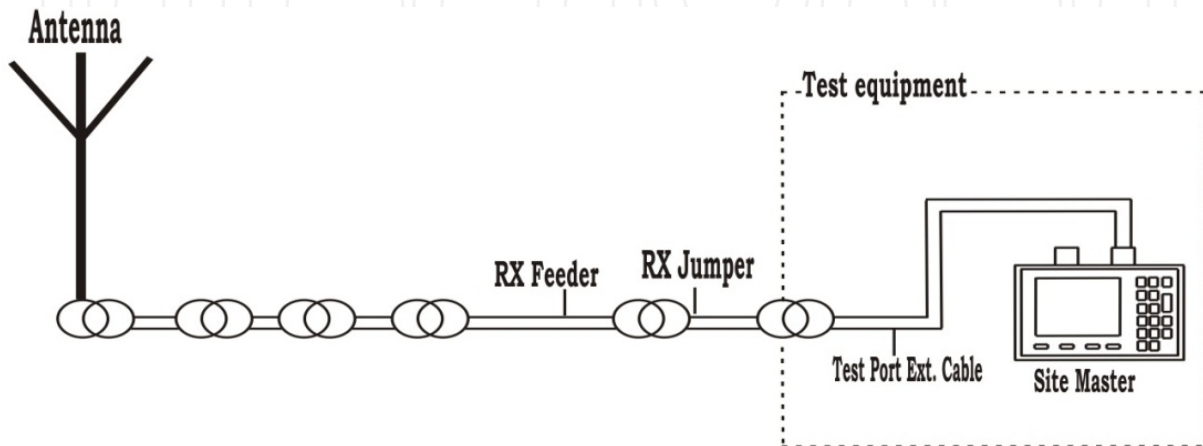 Antenna
Test equipment
RX Feeder
RX Jumper
Test Port Ext. Cable
Site Master